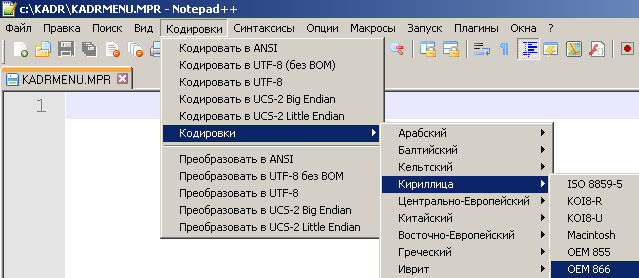 c:\KADR\KADRMENU.MPR - Notepad++
Файл Правка Поиск Вид Кодировки Синтаксисы Опции Макросы Запуск Плагины Окна ?
KADRMENU.MPR
1
Кодировать в ANSI
Кодировать в UTF-8 (без BOM)
Кодировать в UTF-8
Кодировать в UCS-2 Big Endian
Кодировать в UCS-2 Little Endian
Кодировки
Преобразовать в ANSI
Преобразовать в UTF-8 без BOM
Преобразовать в UTF-8
Преобразовать в UCS-2 Big Endian
Преобразовать в UCS-2 Little Endian
Арабский
Балтийский
Кельтский
Кириллица
Центрально-Европейский
Китайский
Восточно-Европейский
Греческий
Иврит
ISO 8859-5
KOI8-R
KOI8-U
Macintosh
OEM 855
OEM 866